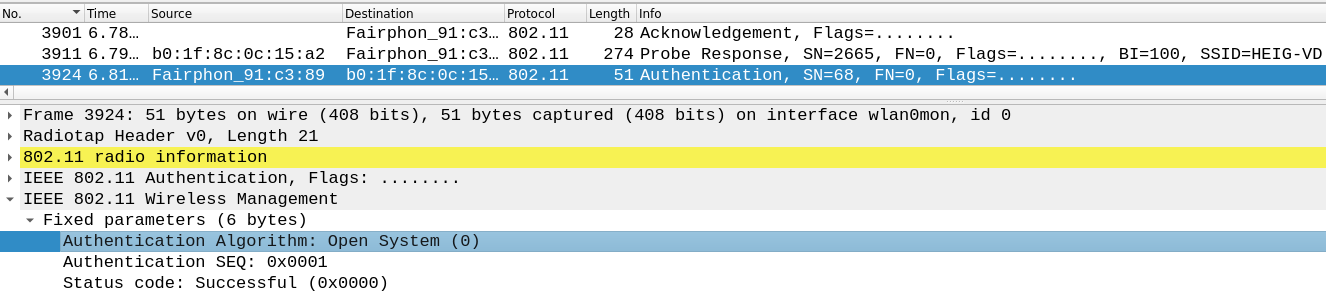 No. Time Source Destination Protocol Length Info
3901 6.78… Fairphon_91:c3… 802.11 28 Acknowledgement, Flags=........
3911 6.79… b0:1f:8c:0c:15:a2 Fairphon_91:c3… 802.11 274 Probe Response, SN=2665, FN=0, Flags=........, BI=100, SSID=HEIG-VD
3924 6.81… Fairphon_91:c3:89 b0:1f:8c:0c:15… 802.11 51 Authentication, SN=68, FN=0, Flags=........
Frame 3924: 51 bytes on wire (408 bits), 51 bytes captured (408 bits) on interface wlan0mon, id 0
Radiotap Header v0, Length 21
802.11 radio information
IEEE 802.11 Authentication, Flags: ........
IEEE 802.11 Wireless Management
Fixed parameters (6 bytes)
Authentication Algorithm: Open System (0)
Authentication SEQ: 0x0001
Status code: Successful (0x0000)